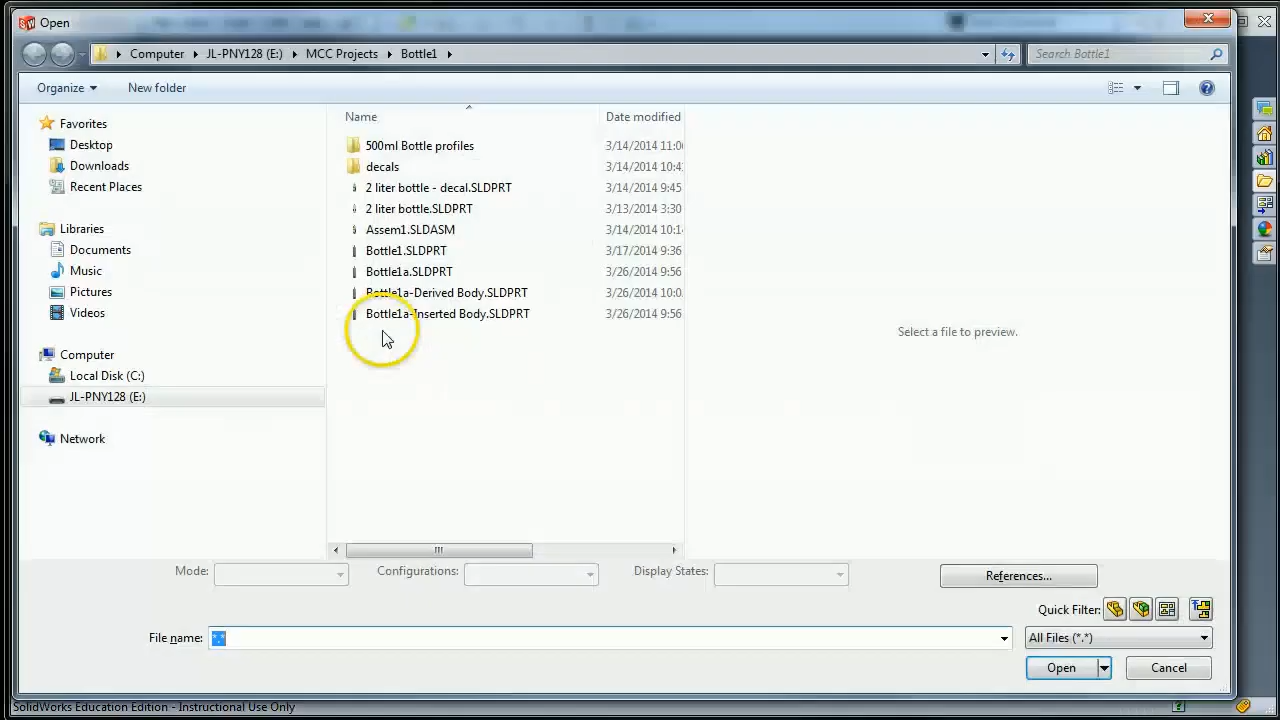 Open
Computer JL-PNY128 (E:) MCC Projects Bottle1
Search Bottle1
Organize New folder
Favorites
Desktop
Downloads
Recent Places
Libraries
Documents
Music
Pictures
Videos
Computer
Local Disk (C:)
JL-PNY128 (E:)
Network
Name Date modified
500ml Bottle profiles 3/14/2014 11:0
decals 3/14/2014 10:4
2 liter bottle - decal.SLDPRT 3/14/2014 9:45
2 liter bottle.SLDPRT 3/13/2014 3:30
Assem1.SLDASM 3/14/2014 10:1
Bottle1.SLDPRT 3/17/2014 9:36
Bottle1a.SLDPRT 3/26/2014 9:56
Bottle1a-Derived Body.SLDPRT 3/26/2014 10:0
Bottle1a-Inserted Body.SLDPRT 3/26/2014 9:56
Select a file to preview.
Mode: Configurations: Display States:
References...
Quick Filter:
File name: *.* All Files (*.*)
Open Cancel
SolidWorks Education Edition - Instructional Use Only